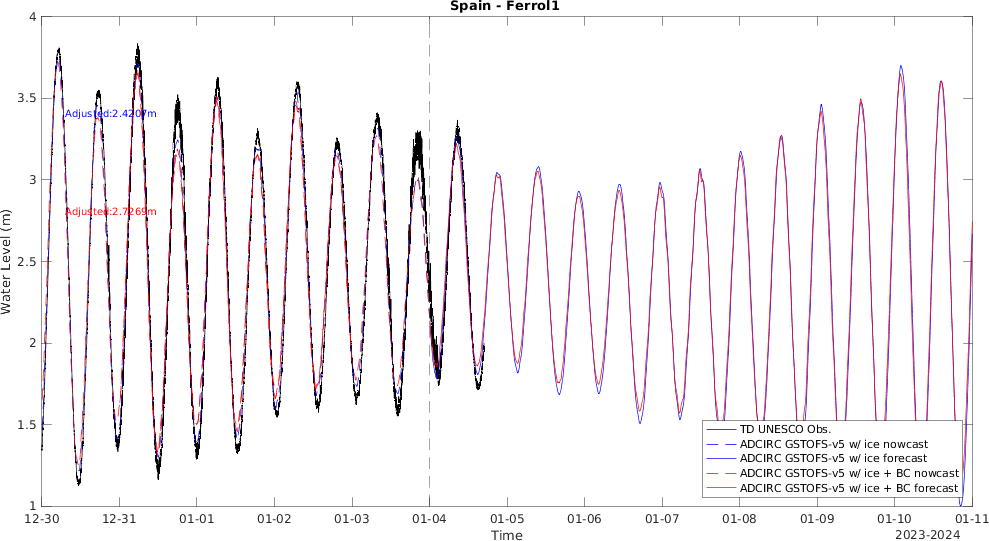 Spain - Ferrol1
Water Level (m)
4
3.5
3
2.5
2
1.5
1
Adjusted:2.4207m
Adjusted:2.7269m
TD UNESCO Obs.
ADCIRC GSTOFS-v5 w/ ice nowcast
ADCIRC GSTOFS-v5 w/ ice forecast
ADCIRC GSTOFS-v5 w/ ice + BC nowcast
ADCIRC GSTOFS-v5 w/ ice + BC forecast
12-30 12-31 01-01 01-02 01-03 01-04 01-05 01-06 01-07 01-08 01-09 01-10 01-11
Time
2023-2024